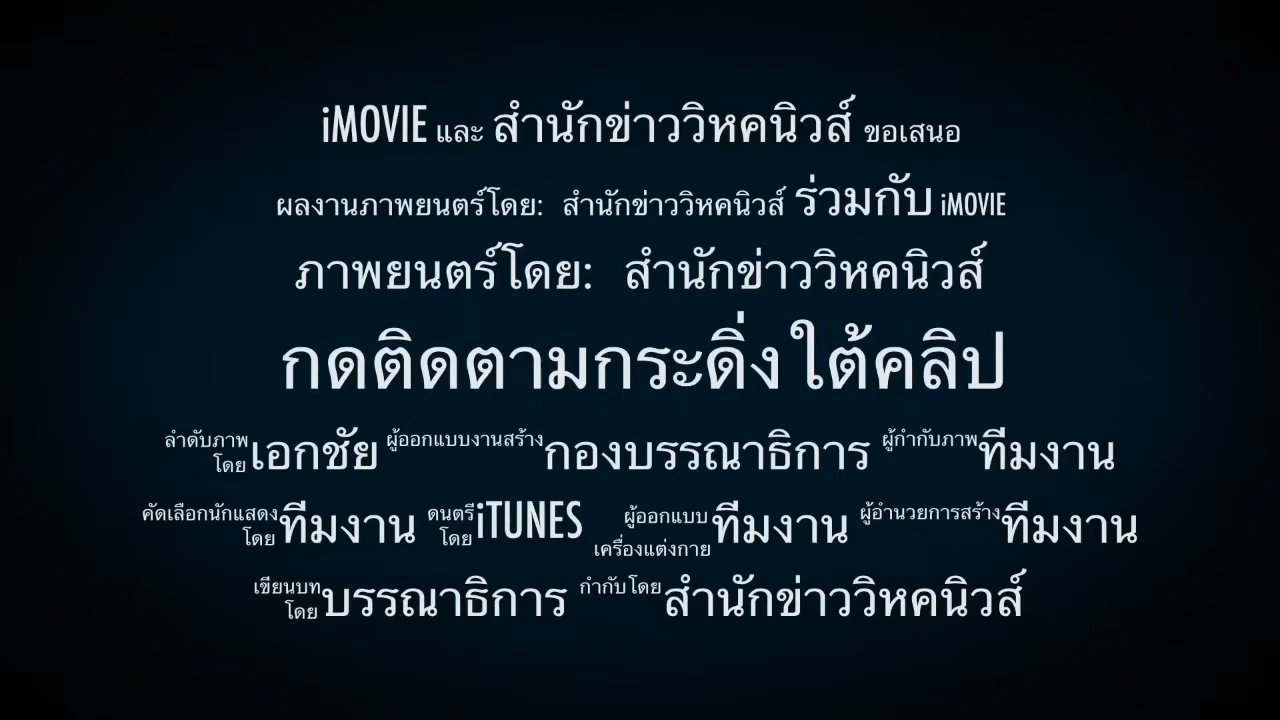 iMOVIE และ สำนักข่าววิหคนิวส์ ขอเสนอ
ผลงานภาพยนตร์โดย: สำนักข่าววิหคนิวส์ ร่วมกับ iMOVIE
ภาพยนตร์โดย: สำนักข่าววิหคนิวส์
กดติดตามกระดิ่ง ใต้คลิป
ลำดับภาพโดย เอกชัย ผู้ออกแบบงานสร้าง กองบรรณาธิการ ผู้กำกับภาพ ทีมงาน
คัดเลือกนักแสดงโดย ทีมงาน ดนตรีโดย iTUNES ผู้ออกแบบเครื่องแต่งกาย ทีมงาน ผู้อำนวยการสร้าง ทีมงาน
เขียนบทโดย บรรณาธิการ กำกับโดย สำนักข่าววิหคนิวส์